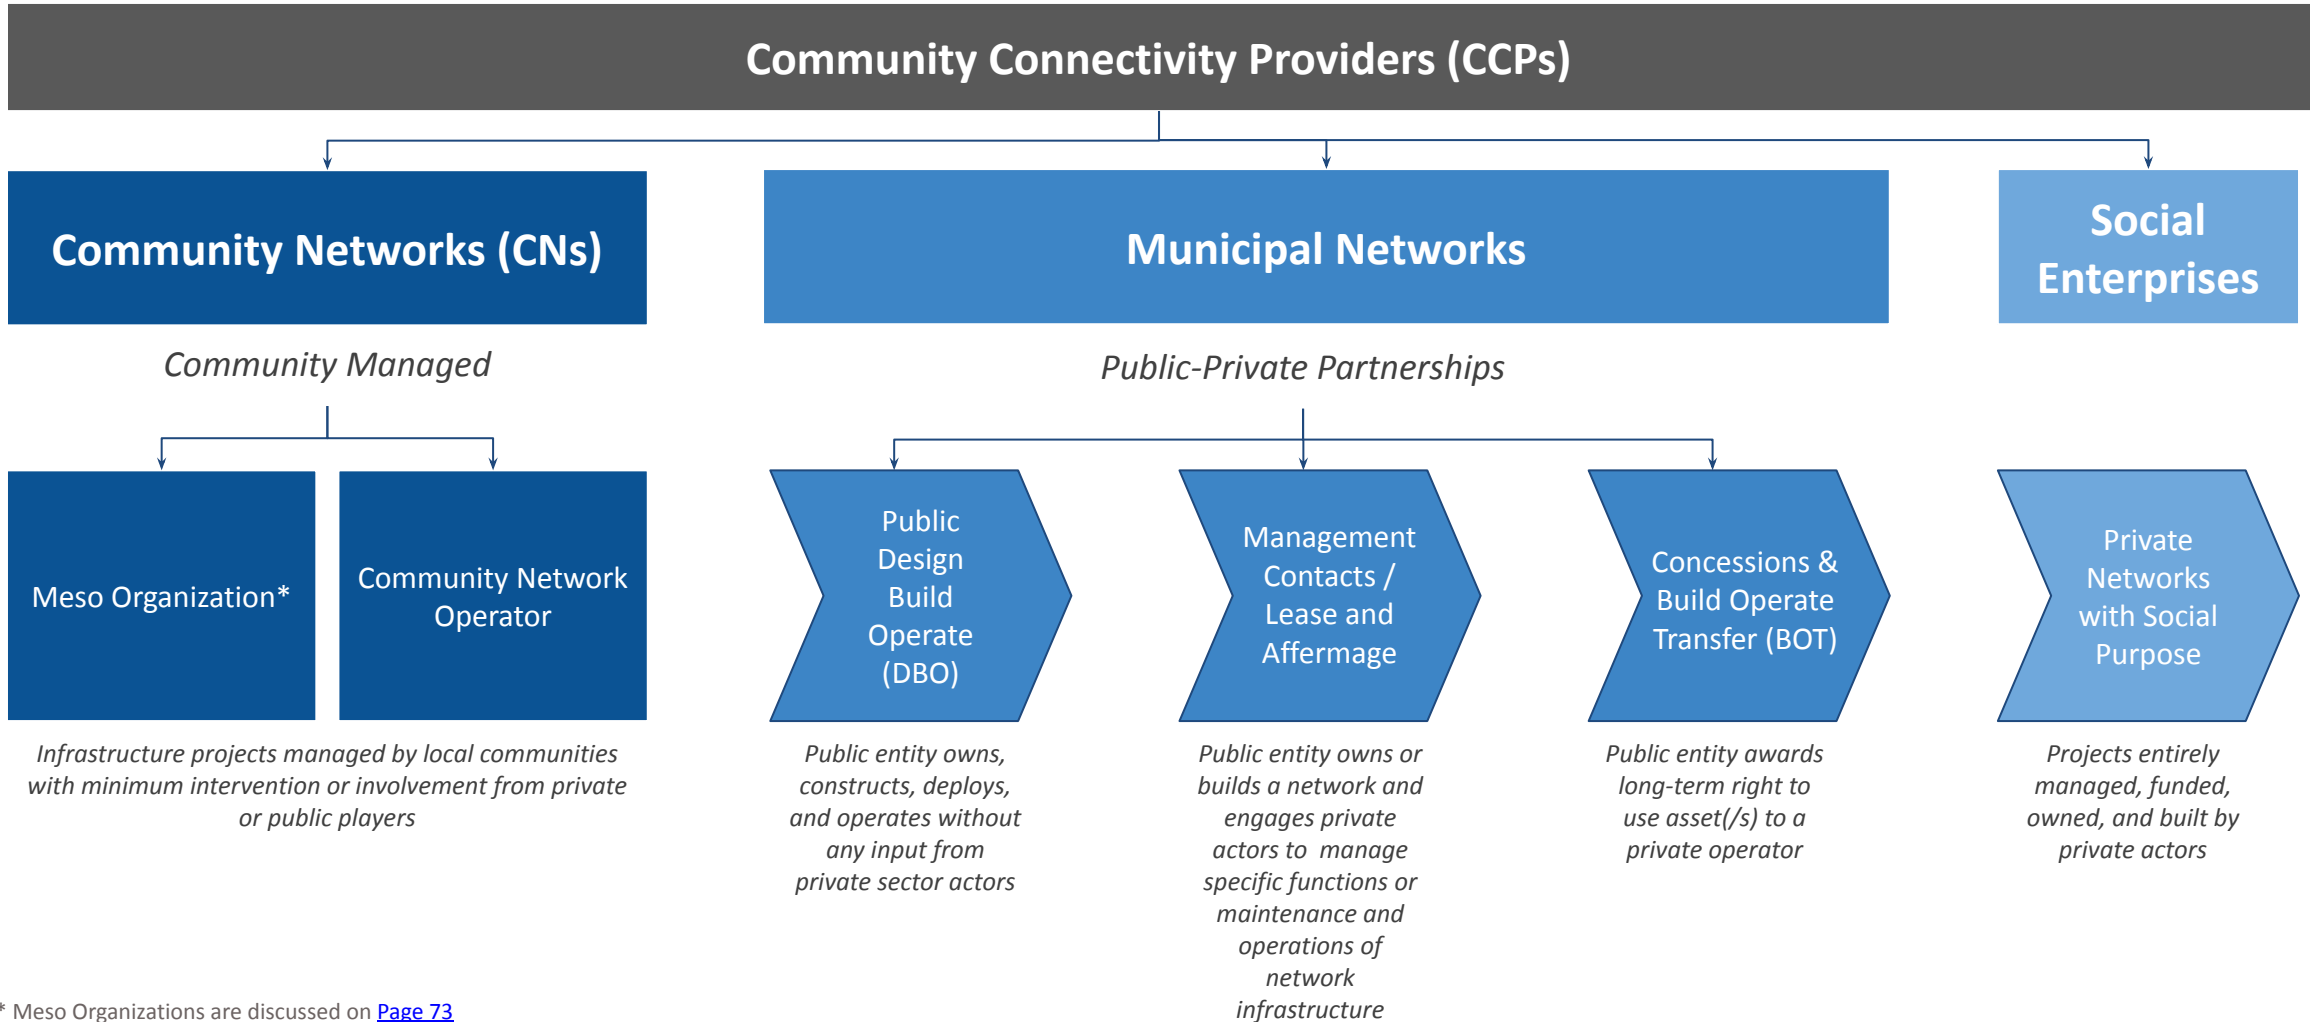 Community Connectivity Providers (CCPs)
Community Networks (CNs)
Municipal Networks
Social
Enterprises
Community Managed
Public-Private Partnerships
Meso Organization*
Community Network
Operator
Public
Design
Build
Operate
(DBO)
Management
Contacts /
Lease and
Affermage
Concessions &
Build Operate
Transfer (BOT)
Private
Networks
with Social
Purpose
Infrastructure projects managed by local communities
with minimum intervention or involvement from private
or public players
Public entity owns,
constructs, deploys,
and operates without
any input from
private sector actors
Public entity owns or
builds a network and
engages private
actors to  manage
specific functions or
maintenance and
operations of
network
infrastructure
Public entity awards
long-term right to
use asset(/s) to a
private operator
Projects entirely
managed, funded,
owned, and built by
private actors
* Meso Organizations are discussed on Page 73